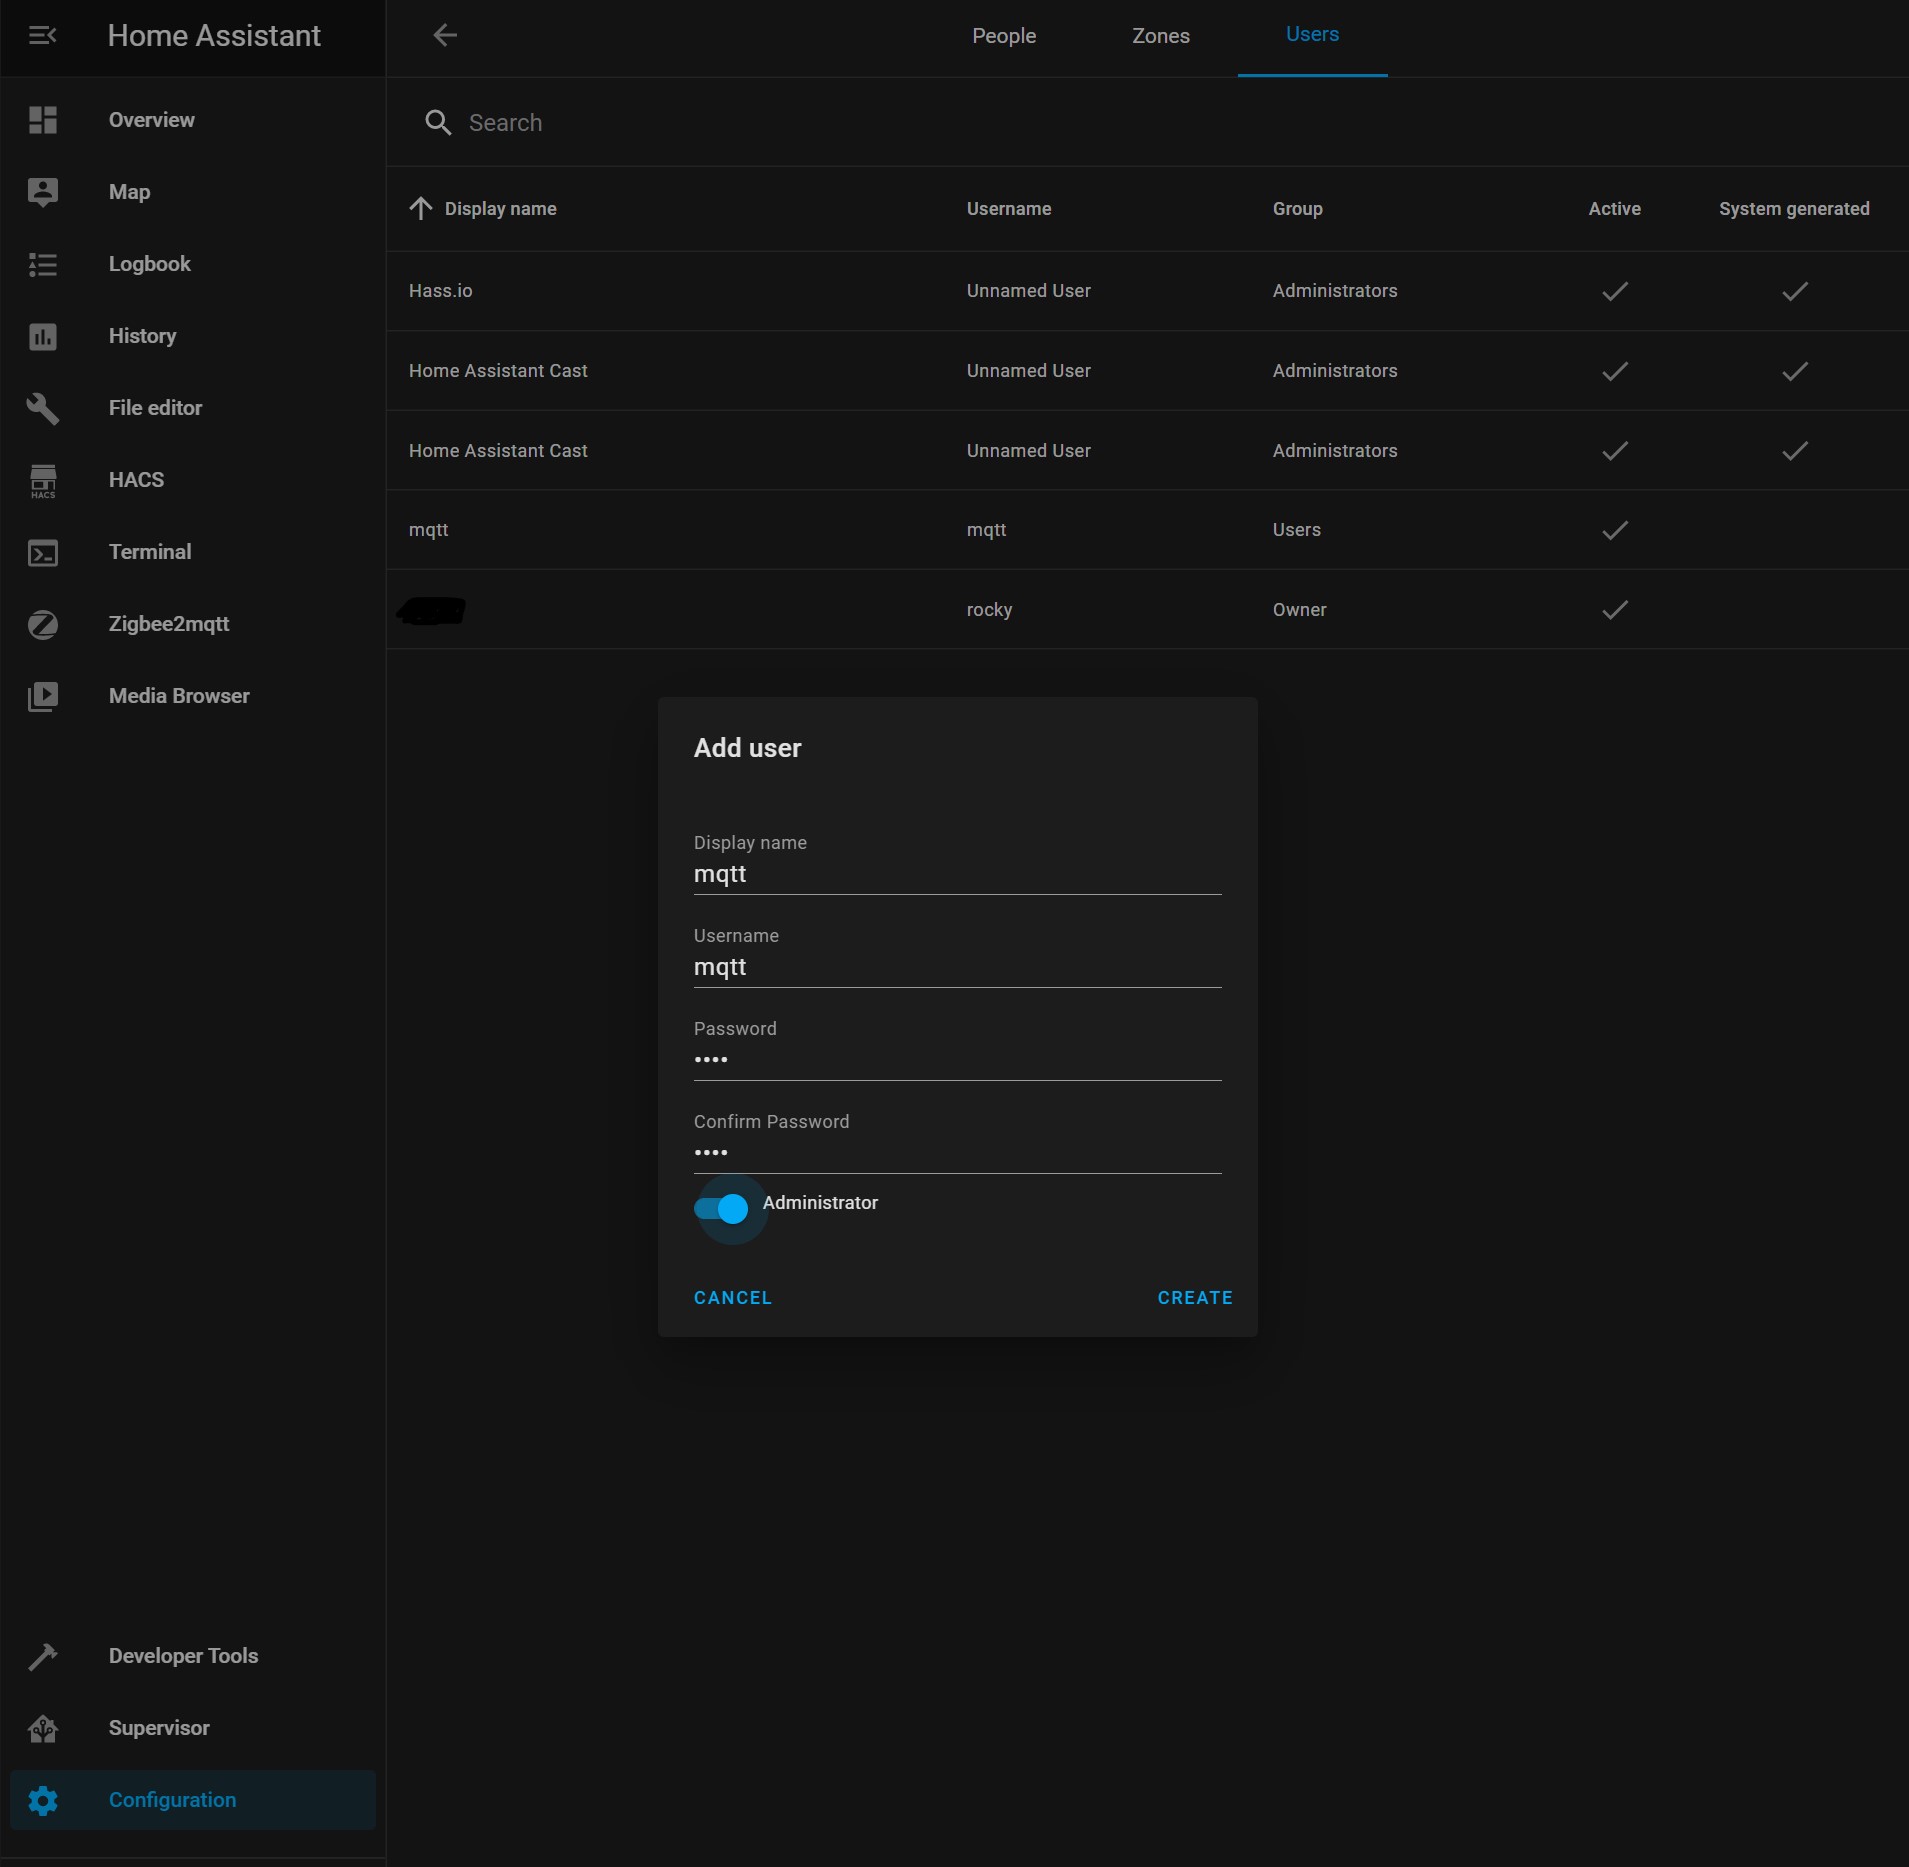 Home Assistant
People Zones Users
Overview
Map
Logbook
History
File editor
HACS
HACS
Terminal
Zigbee2mqtt
Media Browser
Developer Tools
Supervisor
Configuration
Search
Display name Username Group Active System generated
Hass.io Unnamed User Administrators
Home Assistant Cast Unnamed User Administrators
Home Assistant Cast Unnamed User Administrators
mqtt mqtt Users
rocky Owner
Add user
Display name
mqtt
Username
mqtt
Password
••••
Confirm Password
••••
Administrator
CANCEL CREATE